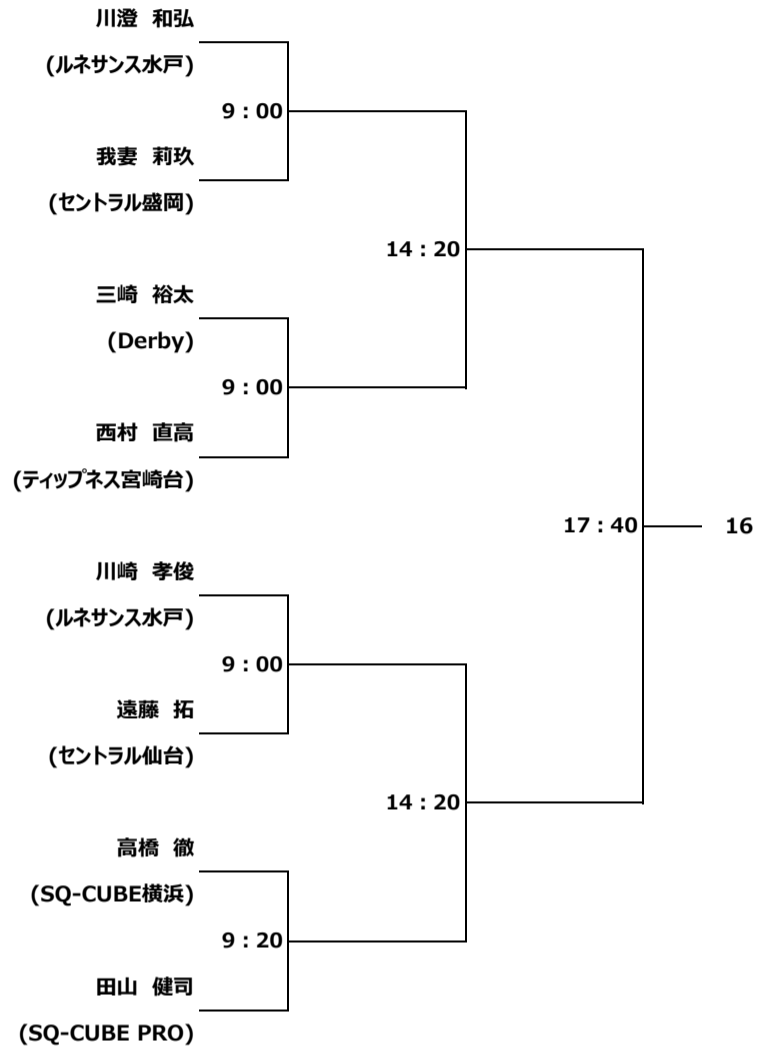 川澄 和弘
(ルネサンス水戸)
9：00
我妻 莉玖
(セントラル盛岡)
14：20
三崎 裕太
(Derby)
9：00
西村 直高
(ティップネス宮崎台)
17：40
16
川崎 孝俊
(ルネサンス水戸)
9：00
遠藤 拓
(セントラル仙台)
14：20
高橋 徹
(SQ-CUBE横浜)
9：20
田山 健司
(SQ-CUBE PRO)